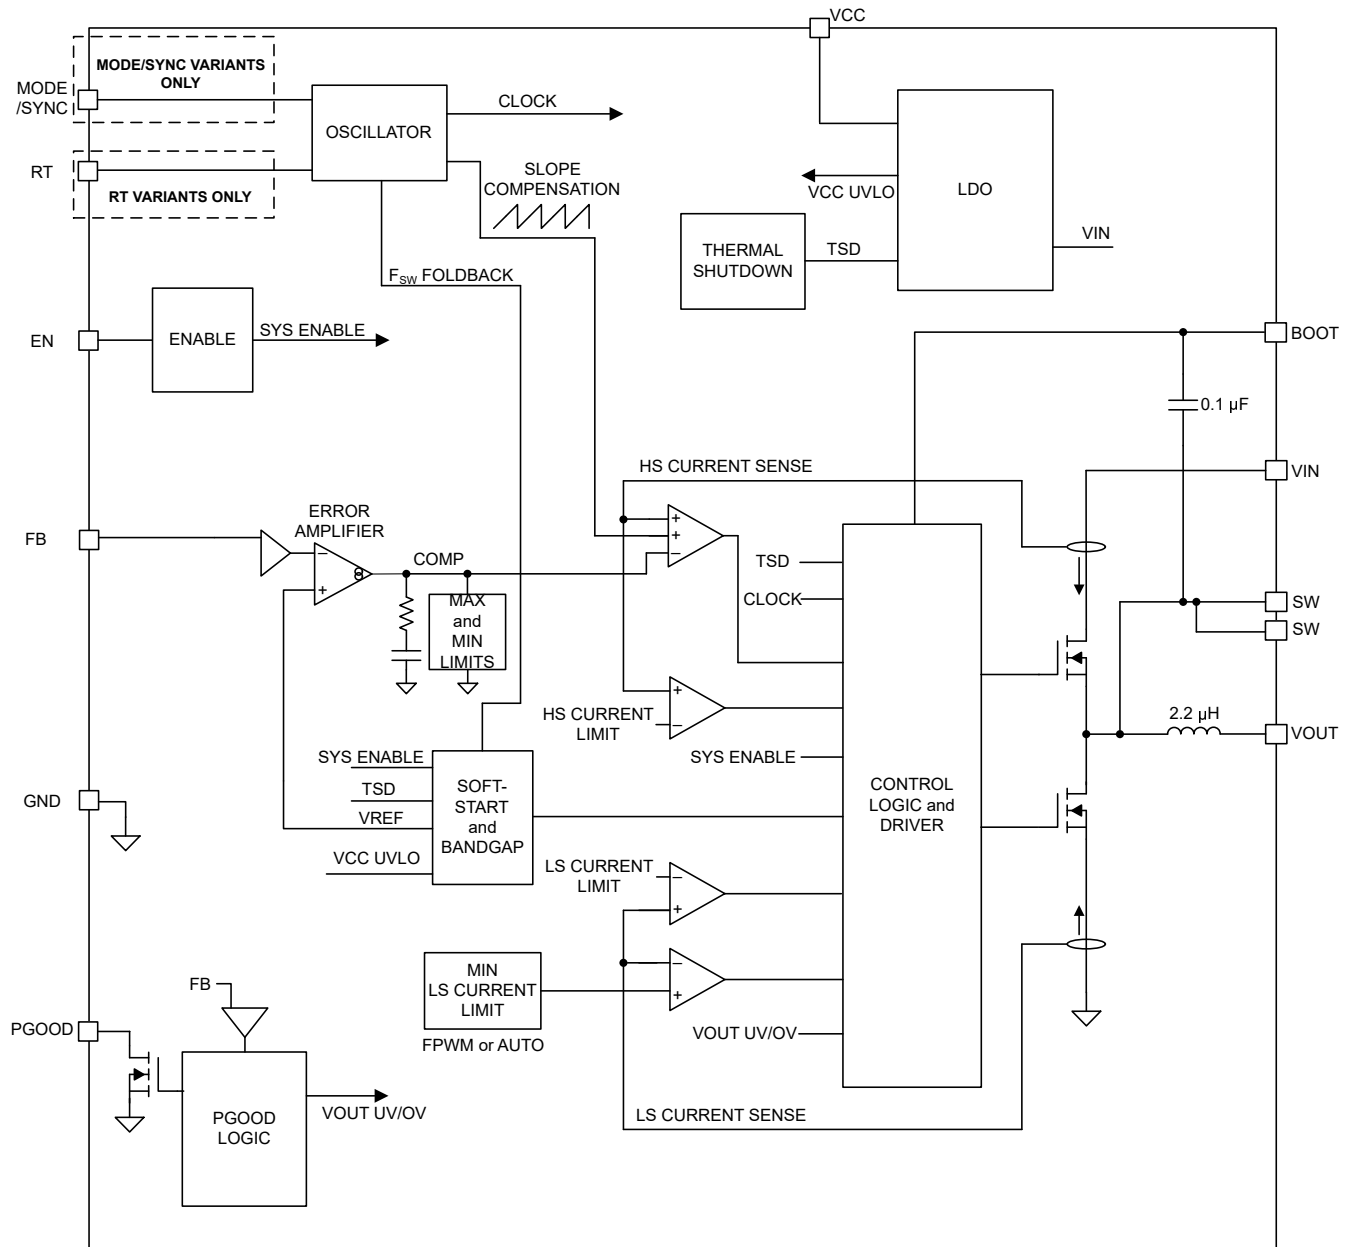 VCC
MODE/SYNC VARIANTS
ONLY
MODE
/SYNC
OSCILLATOR
CLOCK
RT
RT VARIANTS ONLY
SLOPE
COMPENSATION
VCC UVLO
LDO
VIN
THERMAL
SHUTDOWN
TSD
FSW FOLDBACK
EN
ENABLE
SYS ENABLE
BOOT
0.1 µF
HS CURRENT SENSE
VIN
FB
ERROR
AMPLIFIER
−
+
COMP
+
+
−
MAX
and
MIN
LIMITS
TSD
CLOCK
SW
SW
+
−
HS CURRENT
LIMIT
2.2 µH
VOUT
SYS ENABLE
CONTROL
LOGIC and
DRIVER
SYS ENABLE
TSD
VREF
VCC UVLO
SOFT-
START
and
BANDGAP
GND
LS CURRENT
LIMIT
−
+
MIN
LS CURRENT
LIMIT
FPWM or AUTO
−
+
VOUT UV/OV
FB
PGOOD
PGOOD
LOGIC
VOUT UV/OV
LS CURRENT SENSE